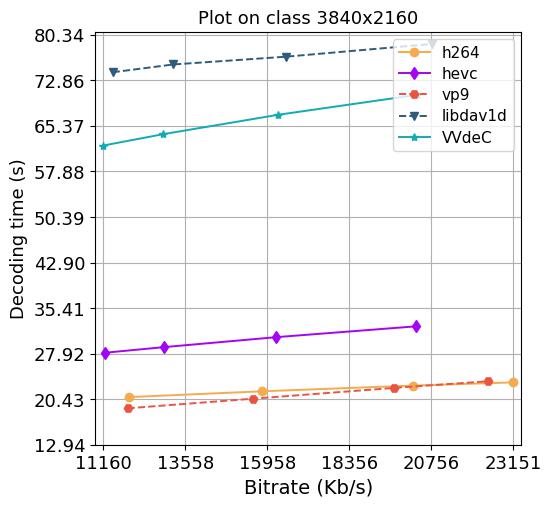 Plot on class 3840x2160
80.34
72.86
65.37
57.88
50.39
42.90
35.41
27.92
20.43
12.94
Decoding time (s)
h264
hevc
vp9
libdav1d
VVdeC
11160 13558 15958 18356 20756 23151
Bitrate (Kb/s)